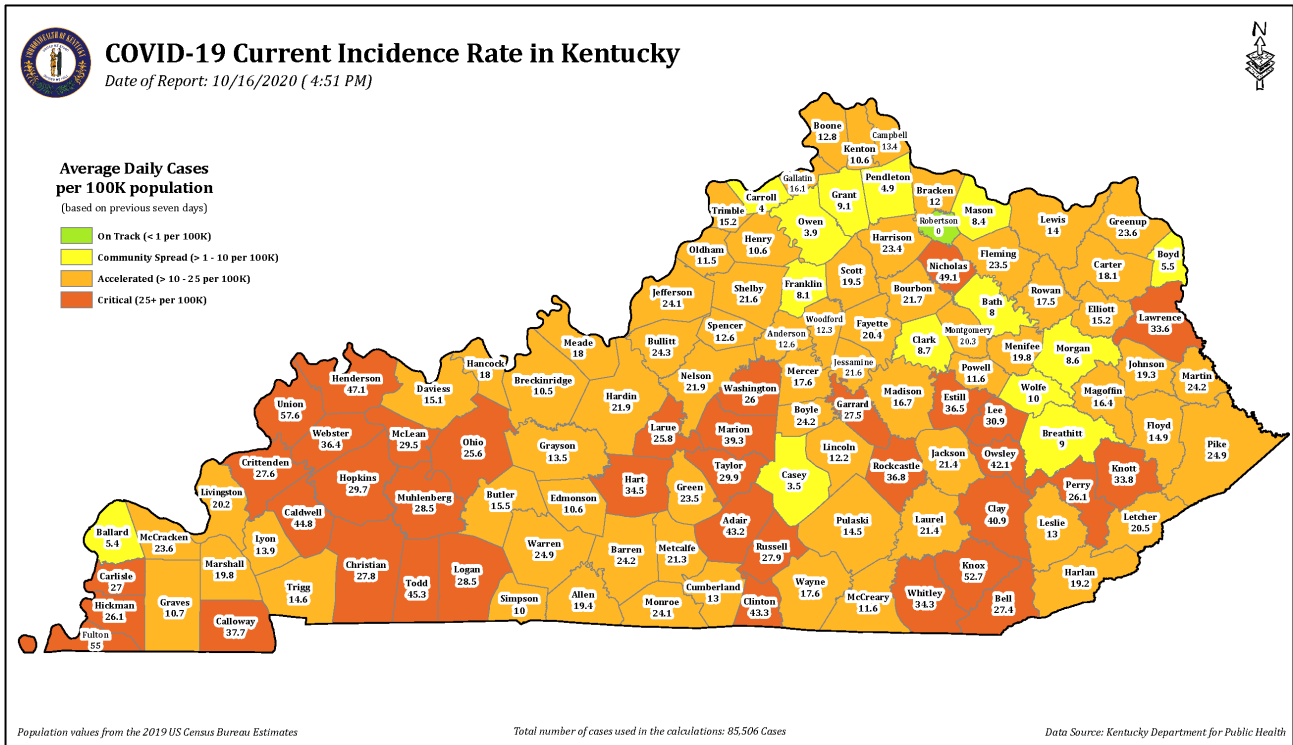 COVID-19 Current Incidence Rate in Kentucky
Date of Report: 10/16/2020 ( 4:51 PM)
N
Average Daily Cases
per 100K population
(based on previous seven days)
On Track (< 1 per 100K)
Community Spread (> 1 - 10 per 100K)
Accelerated (> 10 - 25 per 100K)
Critical (25+ per 100K)
Boone
12.8
Campbell
13.4
Kenton
10.6
Gallatin
16.1
Pendleton
4.9
Carroll
4
Grant
9.1
Bracken
12
Mason
8.4
Trimble
15.2
Owen
3.9
Robertson
0
Lewis
14
Greenup
23.6
Oldham
11.5
Henry
10.6
Harrison
23.4
Nicholas
49.1
Fleming
23.5
Carter
18.1
Boyd
5.5
Jefferson
24.1
Shelby
21.6
Franklin
8.1
Scott
19.5
Bourbon
21.7
Bath
8
Rowan
17.5
Elliott
15.2
Lawrence
33.6
Meade
18
Bullitt
24.3
Spencer
12.6
Anderson
12.6
Woodford
12.3
Fayette
20.4
Clark
8.7
Montgomery
20.3
Menifee
19.8
Morgan
8.6
Johnson
19.3
Martin
24.2
Hancock
18
Henderson
47.1
Daviess
15.1
Breckinridge
10.5
Hardin
21.9
Nelson
21.9
Washington
26
Mercer
17.6
Jessamine
21.6
Madison
16.7
Powell
11.6
Wolfe
10
Magoffin
16.4
Union
57.6
Webster
36.4
McLean
29.5
Ohio
25.6
Grayson
13.5
Larue
25.8
Marion
39.3
Boyle
24.2
Garrard
27.5
Estill
36.5
Lee
30.9
Breathitt
9
Floyd
14.9
Pike
24.9
Crittenden
27.6
Hopkins
29.7
Muhlenberg
28.5
Butler
15.5
Edmonson
10.6
Hart
34.5
Green
23.5
Taylor
29.9
Casey
3.5
Lincoln
12.2
Rockcastle
36.8
Jackson
21.4
Owsley
42.1
Perry
26.1
Knott
33.8
Livingston
20.2
Caldwell
44.8
Lyon
13.9
Warren
24.9
Barren
24.2
Metcalfe
21.3
Adair
43.2
Russell
27.9
Pulaski
14.5
Laurel
21.4
Clay
40.9
Leslie
13
Letcher
20.5
Ballard
5.4
McCracken
23.6
Marshall
19.8
Trigg
14.6
Christian
27.8
Todd
45.3
Logan
28.5
Simpson
10
Allen
19.4
Monroe
24.1
Cumberland
13
Clinton
43.3
Wayne
17.6
McCreary
11.6
Whitley
34.3
Knox
52.7
Bell
27.4
Harlan
19.2
Carlisle
27
Hickman
26.1
Fulton
55
Graves
10.7
Calloway
37.7
Population values from the 2019 US Census Bureau Estimates
Total number of cases used in the calculations: 85,506 Cases
Data Source: Kentucky Department for Public Health